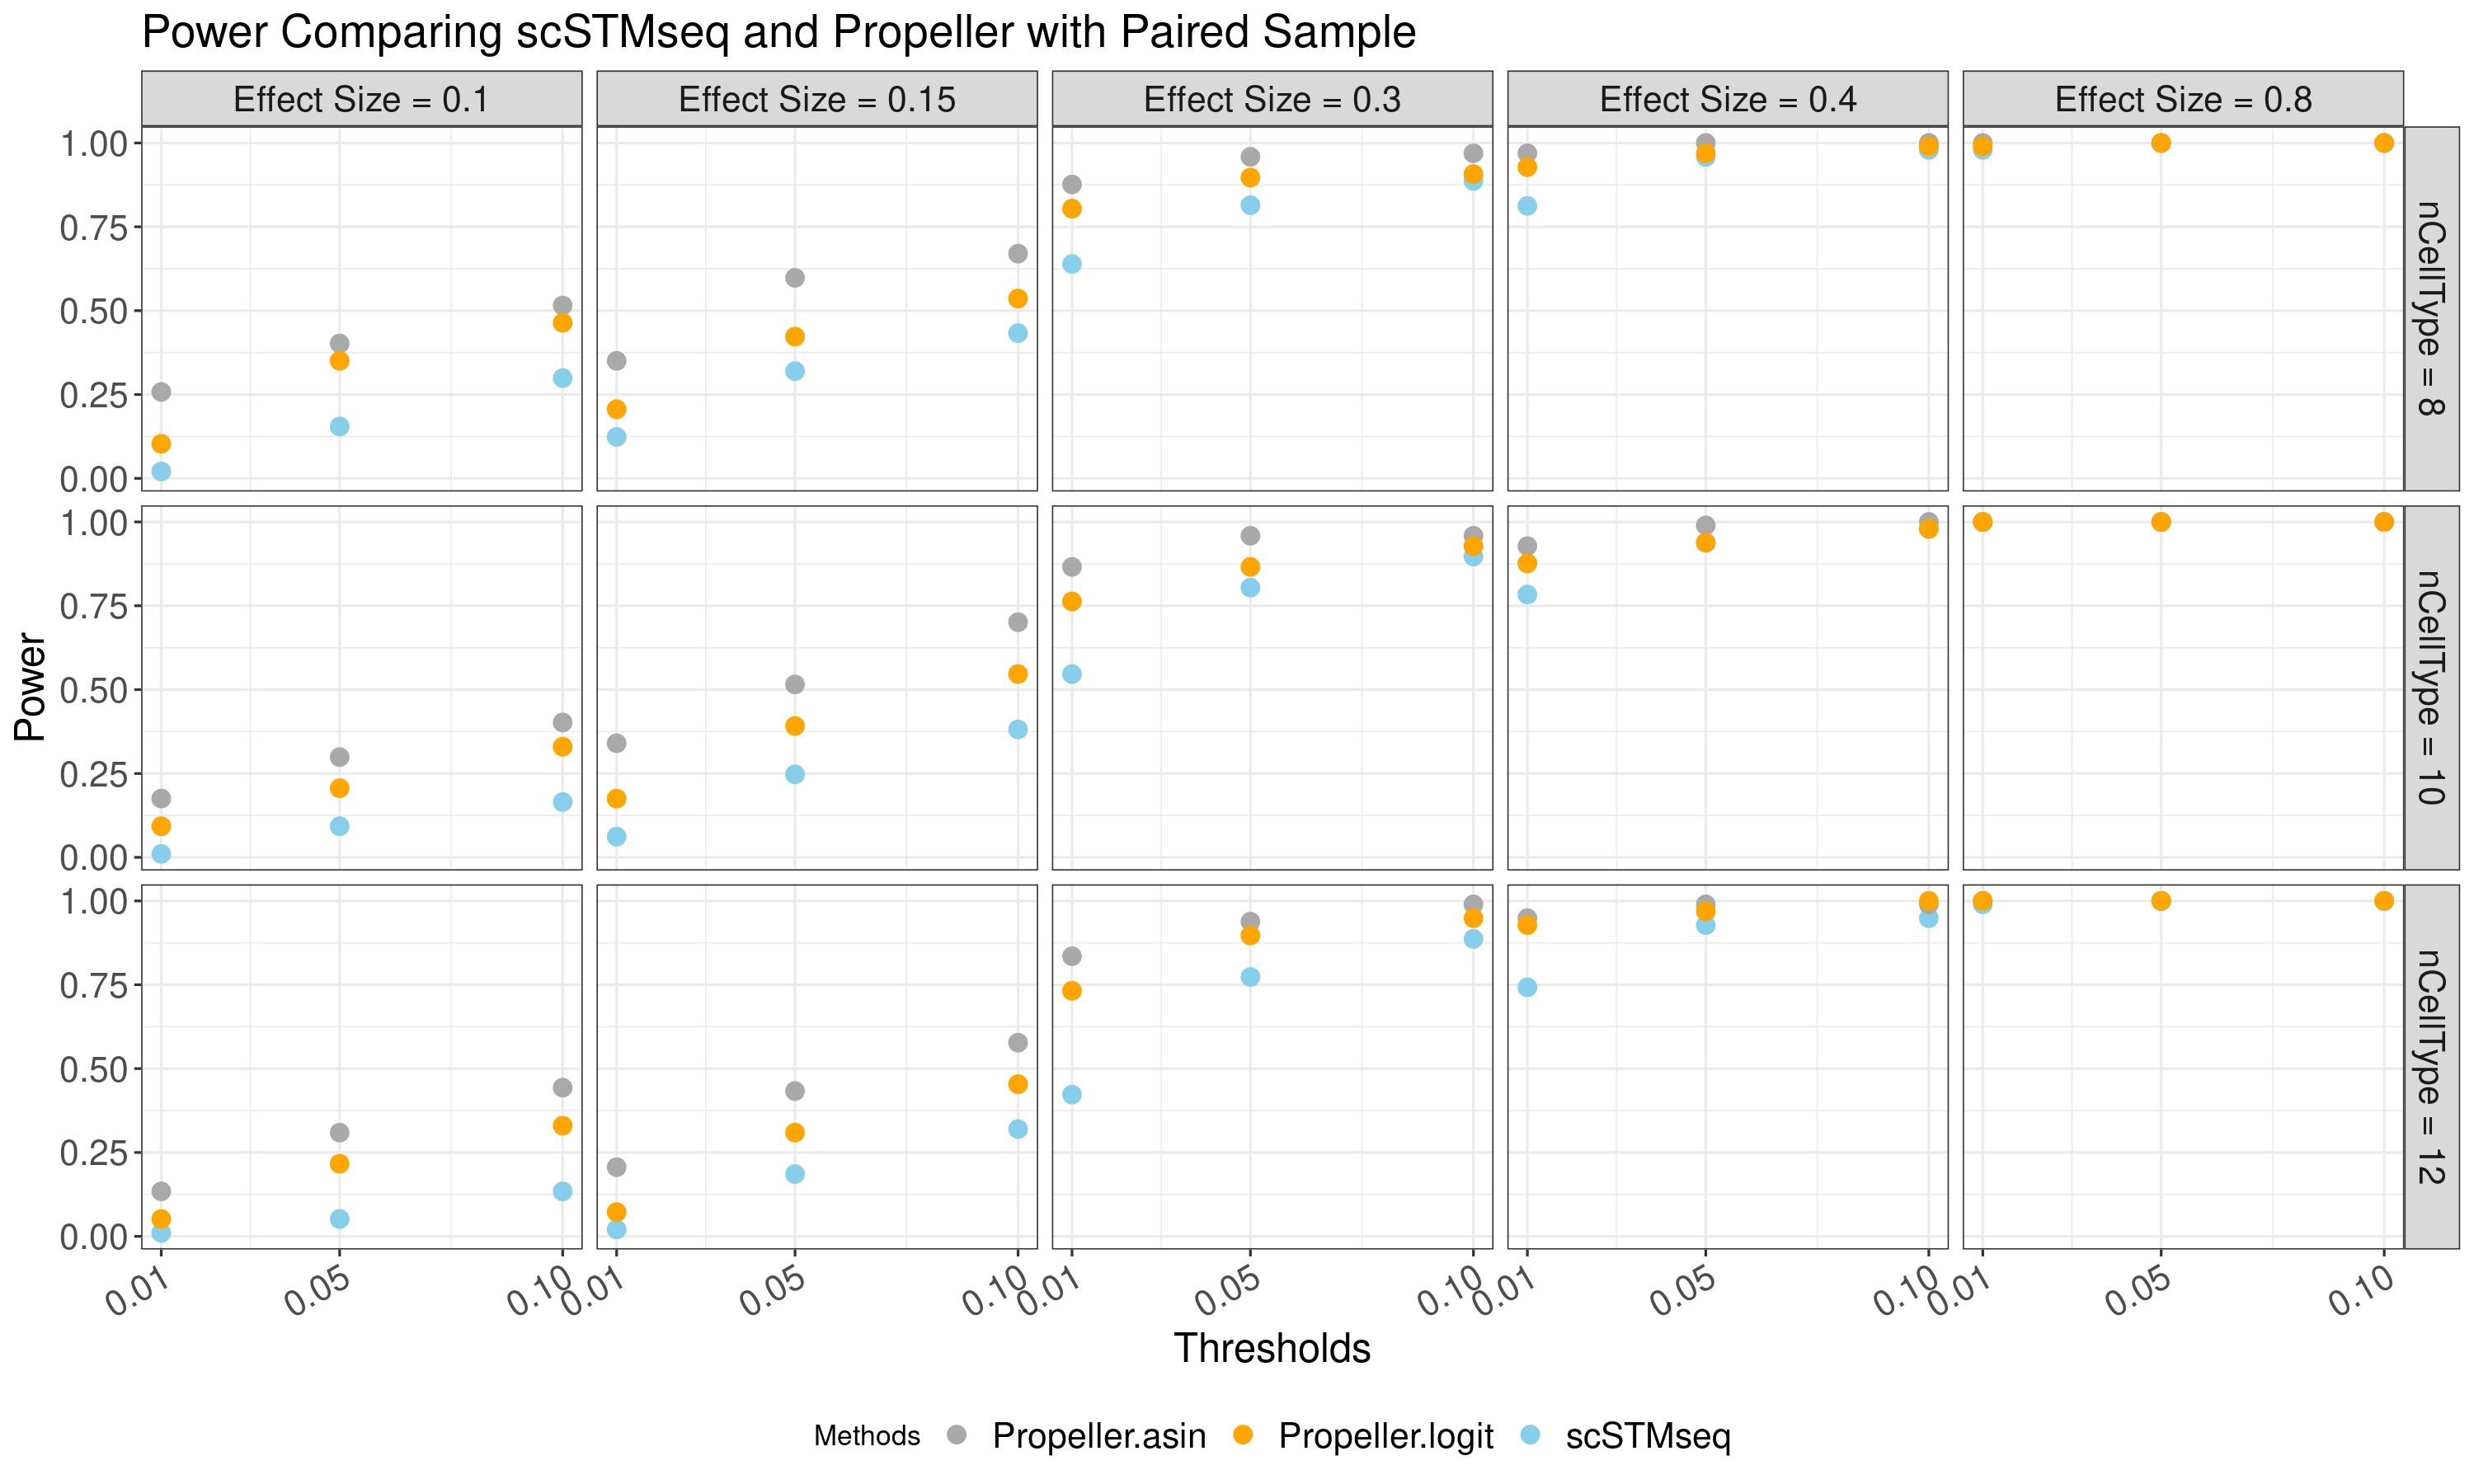 Power Comparing scSTMseq and Propeller with Paired Sample
Effect Size = 0.1
Effect Size = 0.15
Effect Size = 0.3
Effect Size = 0.4
Effect Size = 0.8
1.00
0.75
0.50
0.25
0.00
nCellType = 8
1.00
0.75
0.50
0.25
0.00
nCellType = 10
1.00
0.75
0.50
0.25
0.00
nCellType = 12
Power
0.01 0.05 0.10 0.01 0.05 0.10 0.01 0.05 0.10 0.01 0.05 0.10 0.01 0.05 0.10
Thresholds
Methods Propeller.asin Propeller.logit scSTMseq